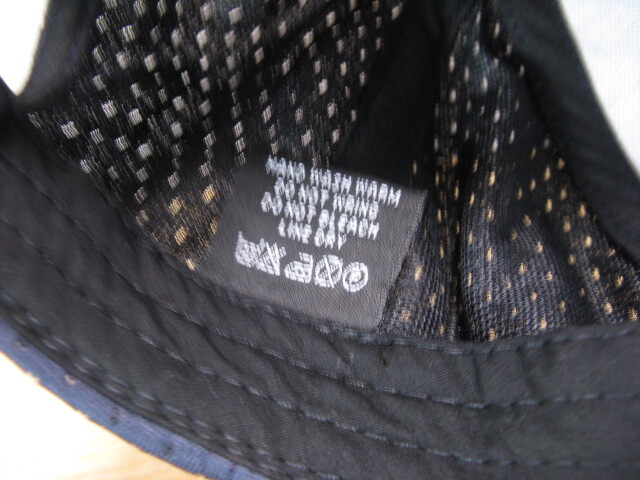 HAND WASH WARM
DO NOT WRING
DO NOT BLEACH
LINE DRY